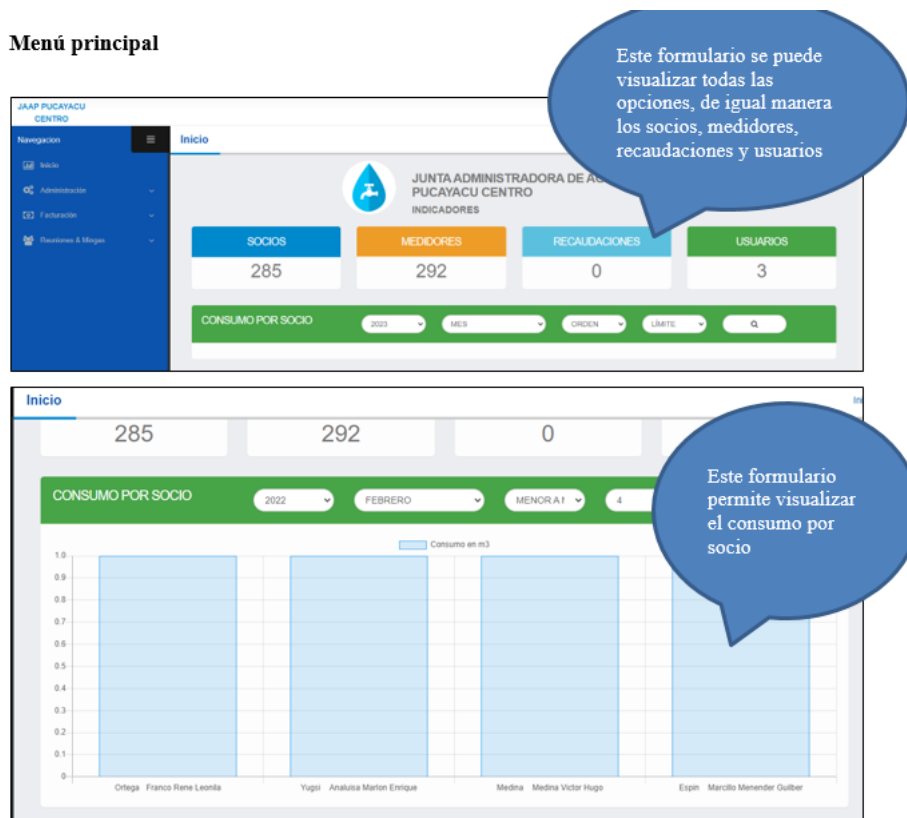 Menú principal
Este formulario se puede
visualizar todas las
opciones, de igual manera
los socios, medidores,
recaudaciones y usuarios
JAAP PUCAYACU
CENTRO
Navegacion
Inicio
Inicio
Administración
Facturación
Reuniones & Mingas
JUNTA ADMINISTRADORA DE
PUCAYACU CENTRO
INDICADORES
SOCIOS
MEDIDORES
RECAUDACIONES
USUARIOS
285
292
0
3
CONSUMO POR SOCIO
2023
MES
ORDEN
LÍMITE
Inicio
285
292
0
Este formulario
permite visualizar
el consumo por
socio
CONSUMO POR SOCIO
2022
FEBRERO
MENOR A
4
Consumo en m3
1.0
0.9
0.8
0.7
0.6
0.5
0.4
0.3
0.2
0.1
0
Ortega Franco Rene Leonila
Yugsi Analuisa Marlon Enrique
Medina Medina Victor Hugo
Espin Marcillo Menender Guilber